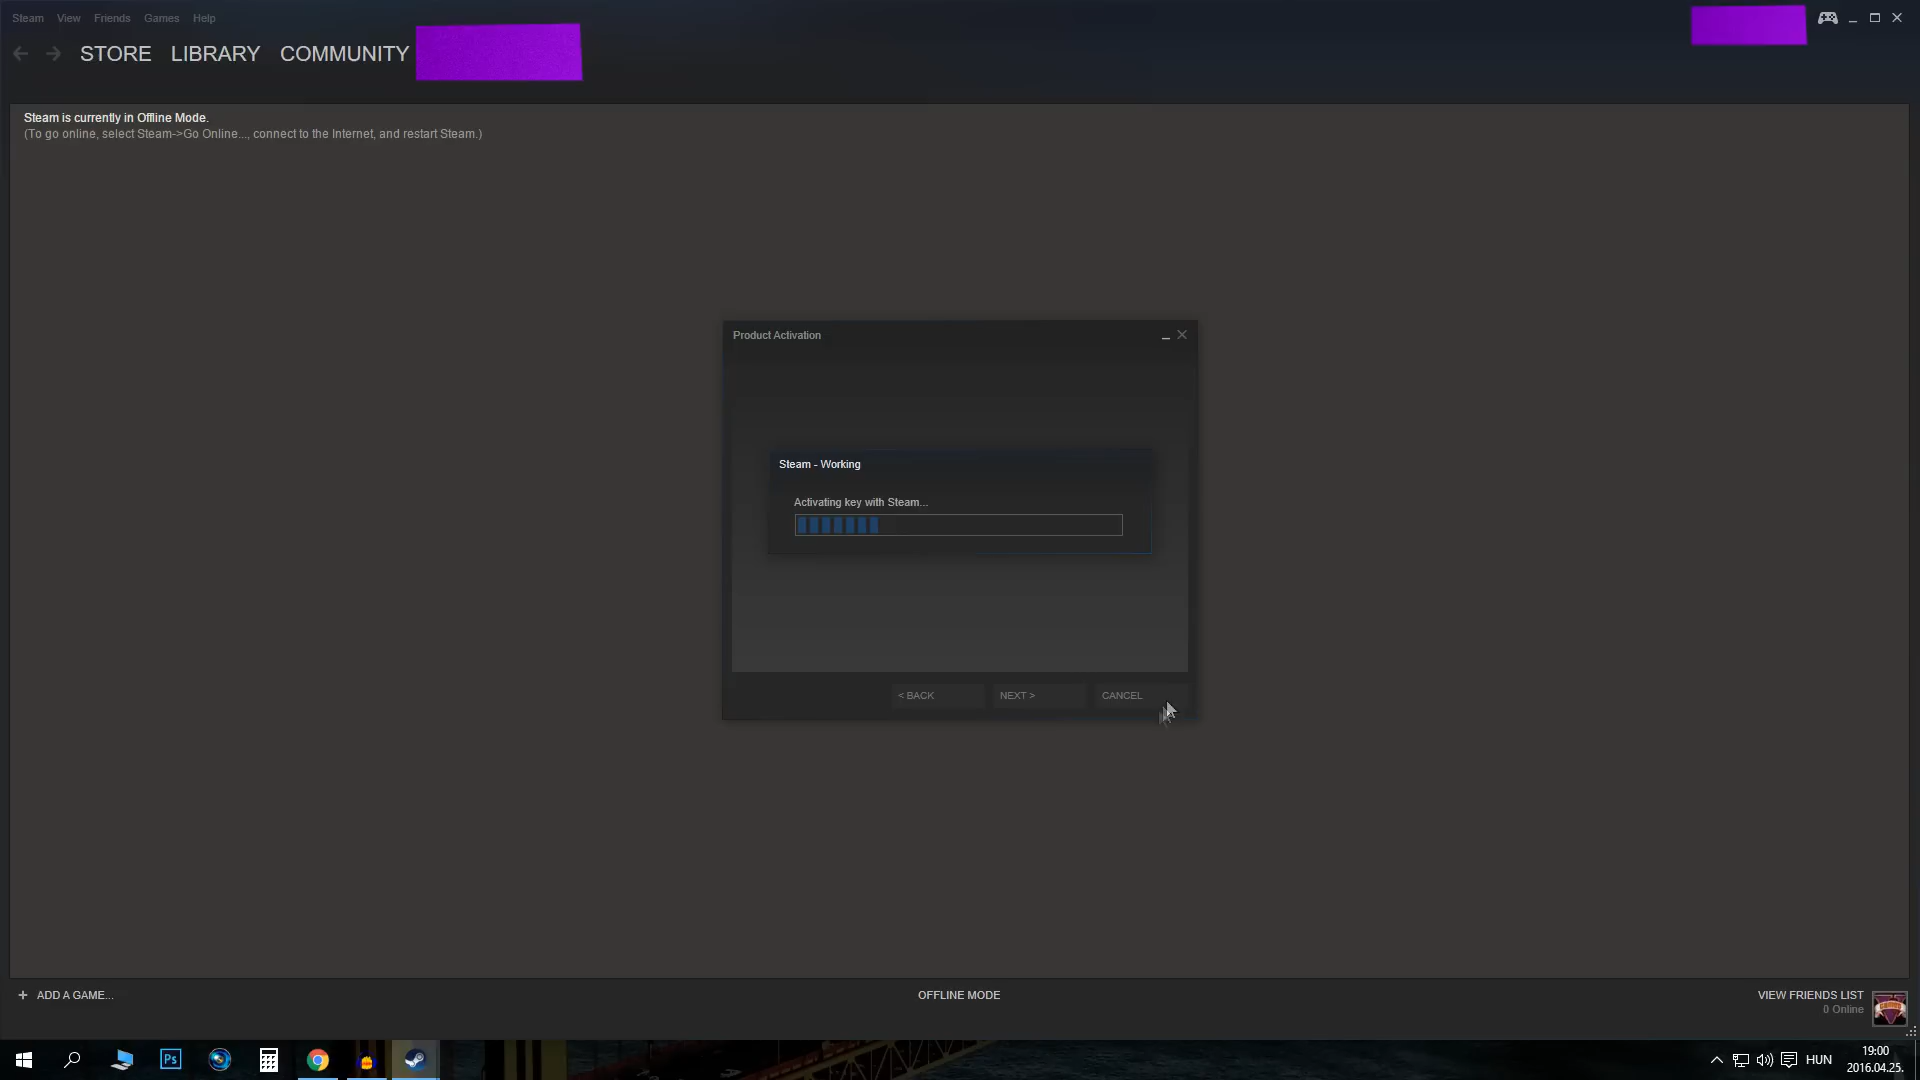 Steam View Friends Games Help
STORE LIBRARY COMMUNITY
Steam is currently in Offline Mode.
(To go online, select Steam->Go Online..., connect to the Internet, and restart Steam.)
Product Activation
Steam - Working
Activating key with Steam...
< BACK NEXT > CANCEL
+ ADD A GAME...
OFFLINE MODE
VIEW FRIENDS LIST
0 Online
Ps
HUN
19:00
2016.04.25.